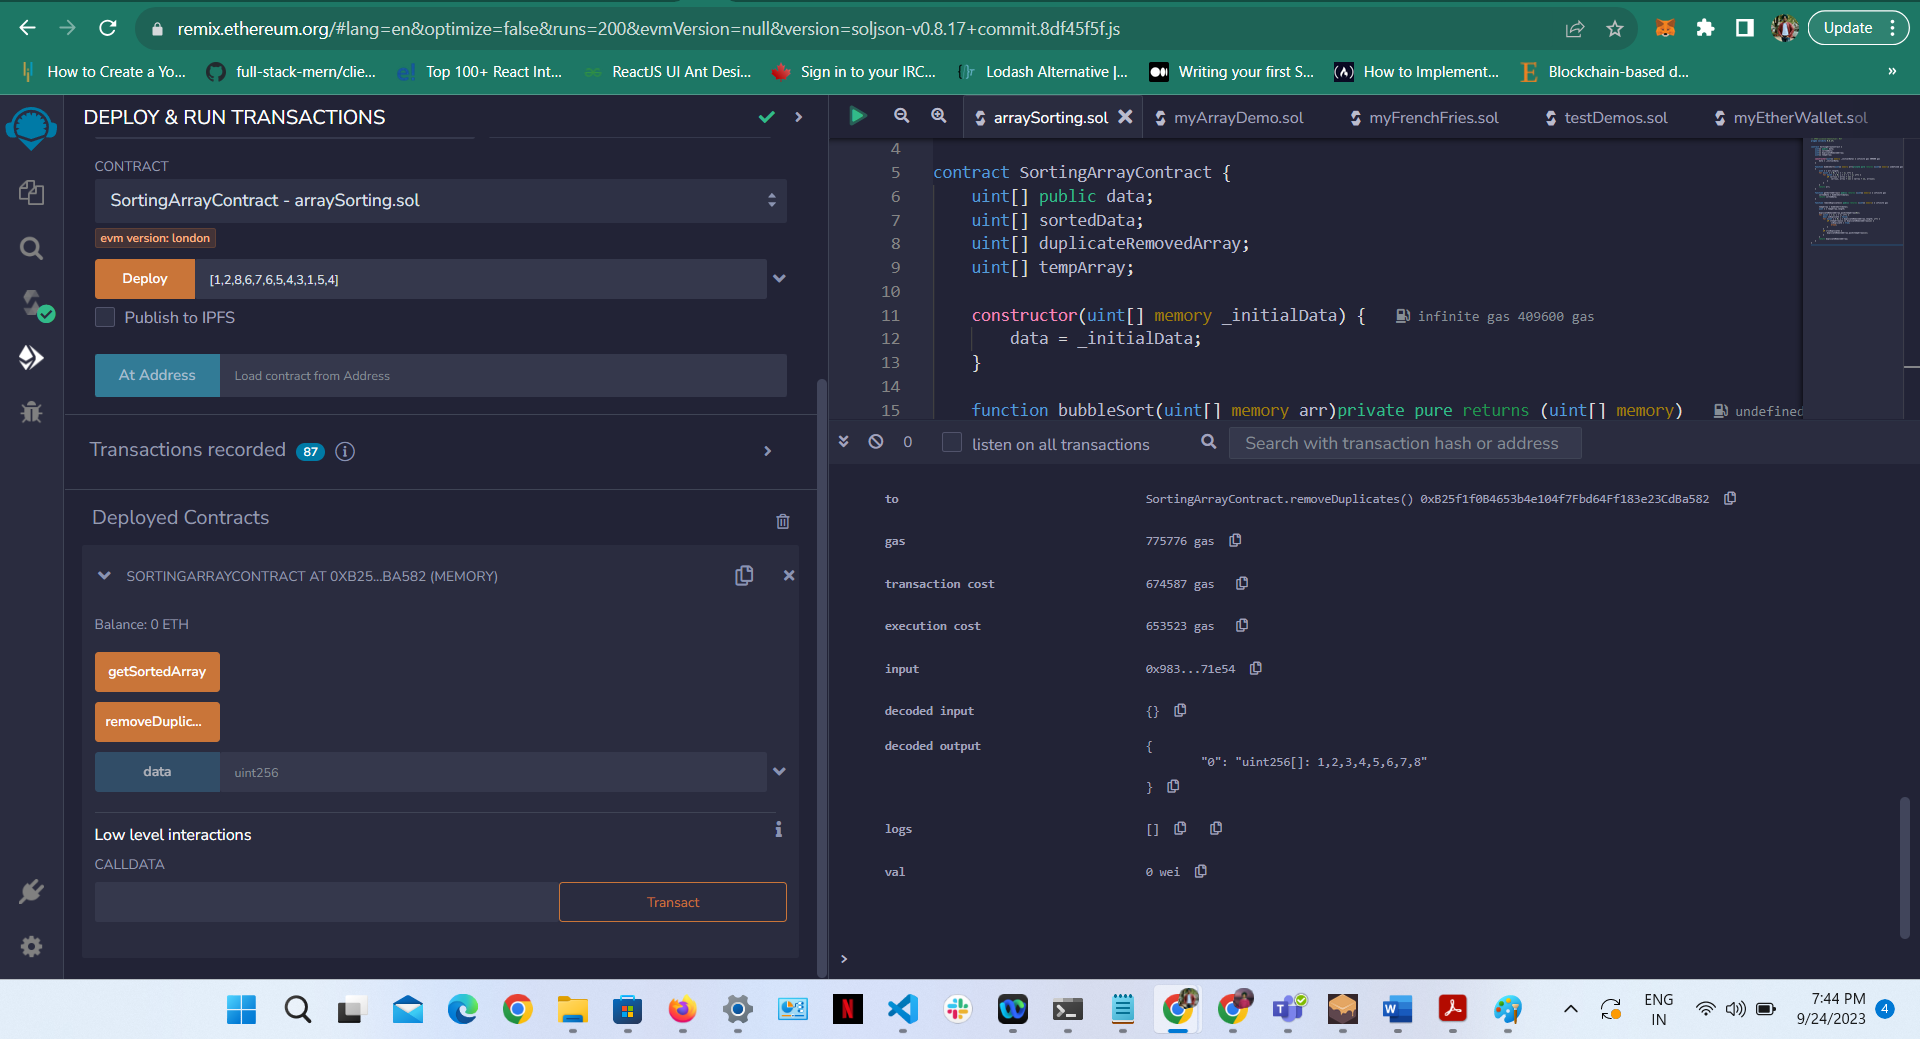 remix.ethereum.org/#lang=en&optimize=false&runs=200&evmVersion=null&version=soljson-v0.8.17+commit.8df45f5f.js
Update
How to Create a Yo...
full-stack-mern/clie...
Top 100+ React Int...
ReactJS UI Ant Desi...
Sign in to your IRC...
Lodash Alternative |...
Writing your first S...
How to Implement...
Blockchain-based d...
»
DEPLOY & RUN TRANSACTIONS
CONTRACT
SortingArrayContract - arraySorting.sol
evm version: london
Deploy
[1,2,8,6,7,6,5,4,3,1,5,4]
Publish to IPFS
At Address
Load contract from Address
Transactions recorded 87
Deployed Contracts
SORTINGARRAYCONTRACT AT 0XB25...BA582 (MEMORY)
Balance: 0 ETH
getSortedArray
removeDuplic...
data
uint256
Low level interactions
CALLDATA
Transact
arraySorting.sol
myArrayDemo.sol
myFrenchFries.sol
testDemos.sol
myEtherWallet.sol
4
5 contract SortingArrayContract {
6 uint[] public data;
7 uint[] sortedData;
8 uint[] duplicateRemovedArray;
9 uint[] tempArray;
10
11 constructor(uint[] memory _initialData) { infinite gas 409600 gas
12 data = _initialData;
13 }
14
15 function bubbleSort(uint[] memory arr)private pure returns (uint[] memory) undefined
0
listen on all transactions
Search with transaction hash or address
to SortingArrayContract.removeDuplicates() 0xB25f1f0B4653b4e104f7Fbd64Ff183e23CdBa582
gas 775776 gas
transaction cost 674587 gas
execution cost 653523 gas
input 0x983...71e54
decoded input {}
decoded output {
"0": "uint256[]: 1,2,3,4,5,6,7,8"
}
logs []
val 0 wei
>
ENG
IN
7:44 PM
9/24/2023
4